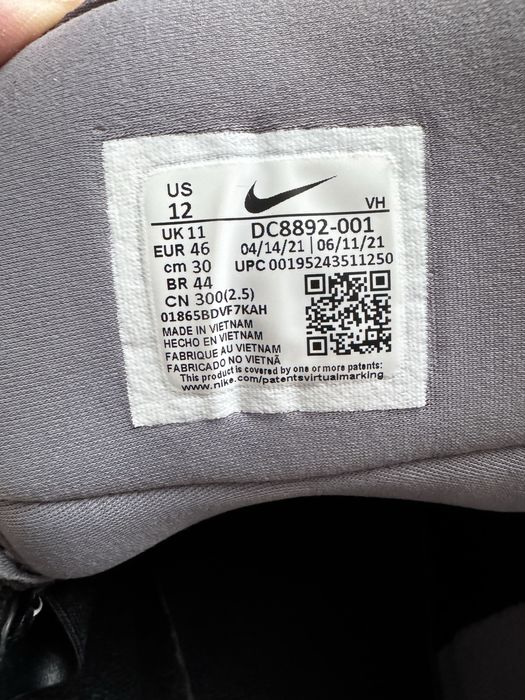 US
12
VH
UK 11
DC8892-001
EUR 46
04/14/21 | 06/11/21
cm 30
UPC 00195243511250
BR 44
CN 300(2.5)
01865BDVF7KAH
MADE IN VIETNAM
HECHO EN VIETNAM
FABRIQUE AU VIETNAM
FABRICADO NO VIETNÃ
This product is covered by one or more patents:
www.nike.com/patentsvirtualmarking